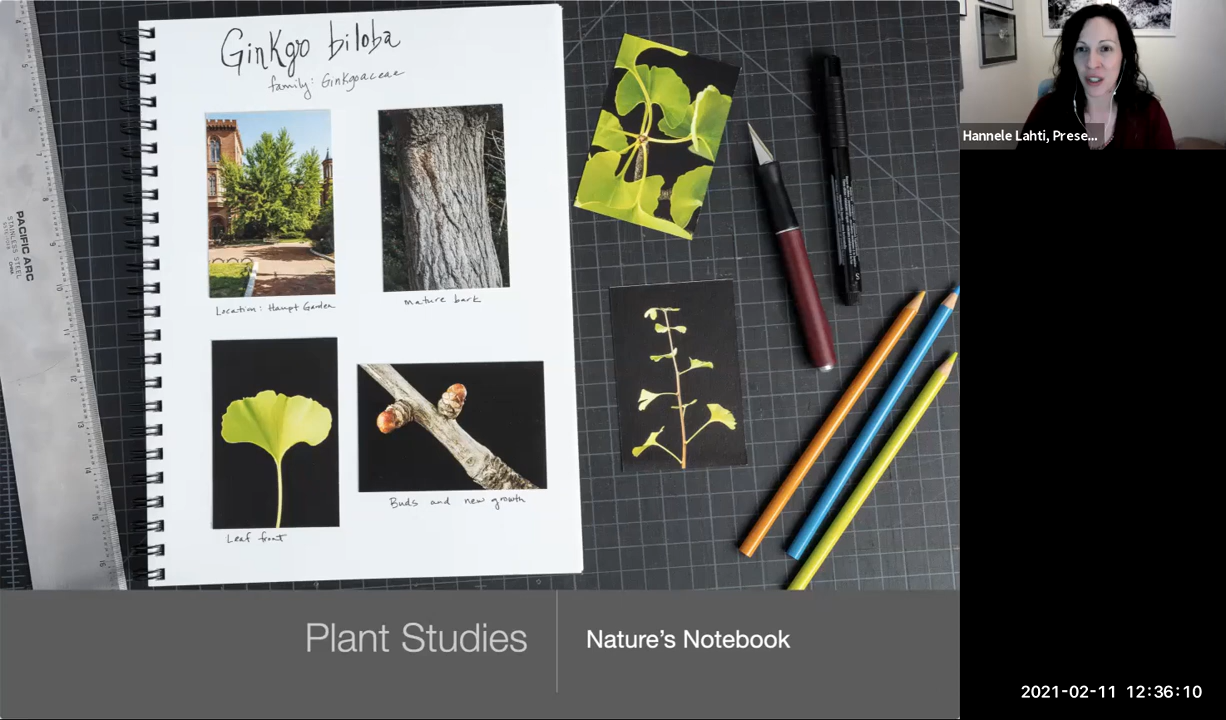 Ginkgo biloba
family: Ginkgoaceae
Location: Haupt Garden
Mature bark
Leaf front
Buds and new growth
PACIFIC ARC
STAINLESS STEEL
Plant Studies
Nature's Notebook
Hannele Lahti, Prese...
2021-02-11 12:36:10